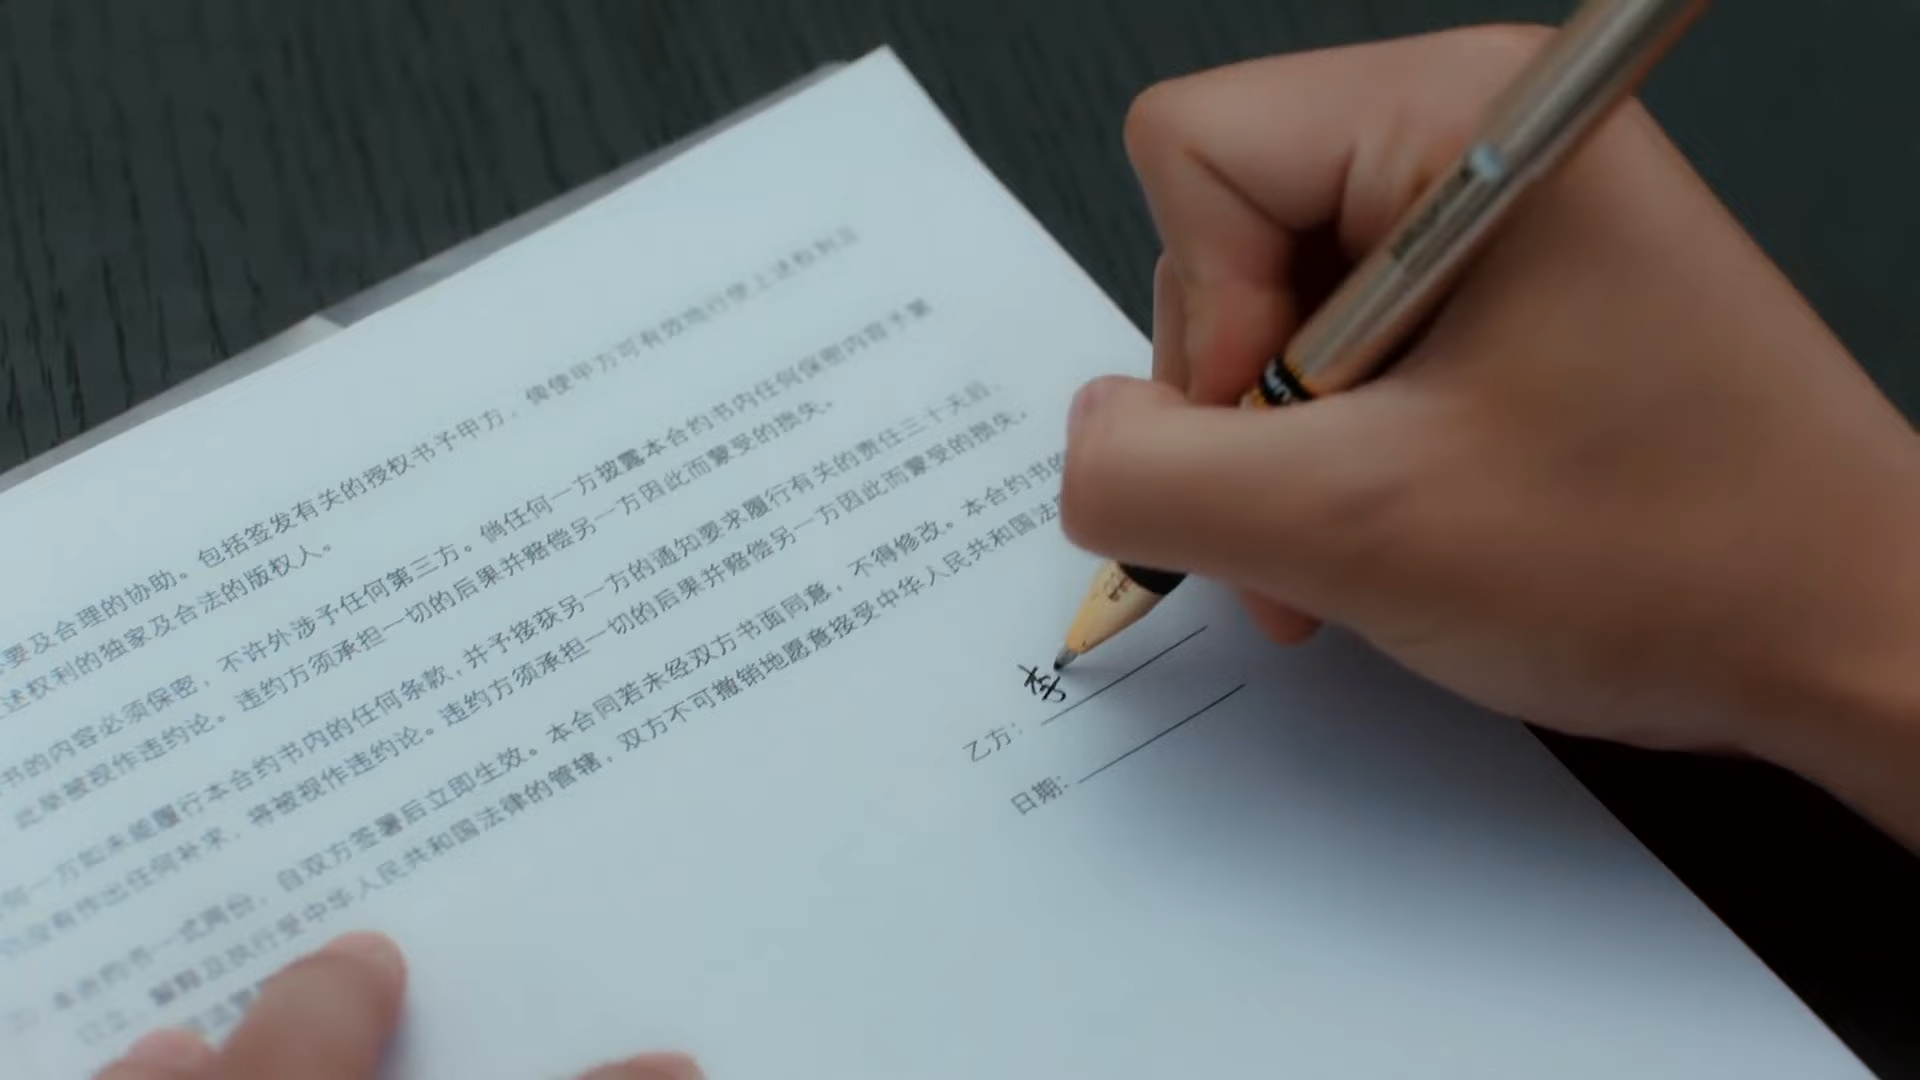 要及合理的协助。包括签发有关的授权书予甲方，俾使甲方可有效地行使上述权利及
述权利的独家及合法的版权人。
书的内容必须保密，不许外涉予任何第三方。倘任何一方披露本合约书内任何保密内容予第
此举被视作违约论。违约方须承担一切的后果并赔偿另一方因此而蒙受的损失。
何一方如未能履行本合约书内的任何条款，并予接获另一方的通知要求履行有关的责任三十天后，
仍没有作出任何补求，将被视作违约论。违约方须承担一切的后果并赔偿另一方因此而蒙受的损失。
本合约书一式两份，自双方签署后立即生效。本合同若未经双方书面同意，不得修改。本合约书的
解释及执行受中华人民共和国法律的管辖，双方不可撤销地愿意接受中华人民共和国法
李
乙方：
日期：